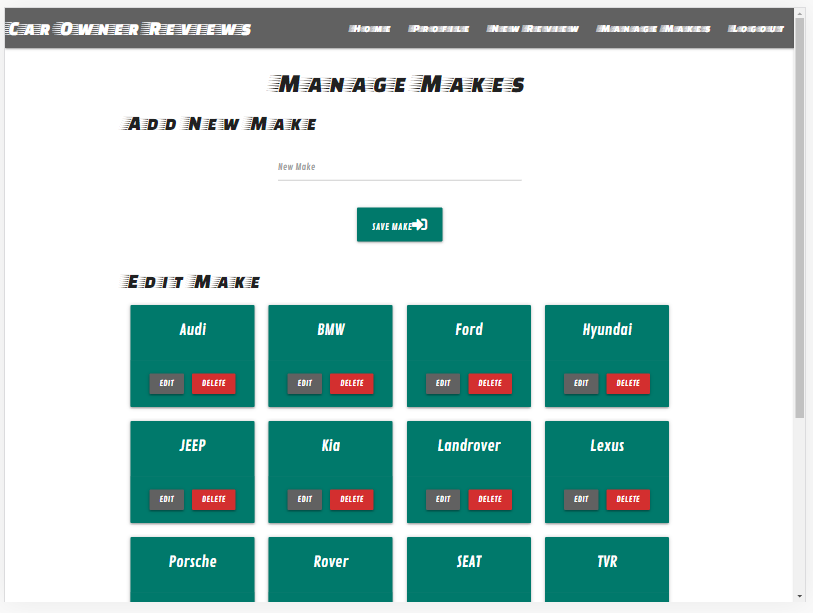 Car Owner Reviews Home Profile New Review Manage Makes Logout
Manage Makes
Add New Make
New Make
SAVE MAKE
Edit Make
Audi BMW Ford Hyundai
EDIT DELETE EDIT DELETE EDIT DELETE EDIT DELETE
JEEP Kia Landrover Lexus
EDIT DELETE EDIT DELETE EDIT DELETE EDIT DELETE
Porsche Rover SEAT TVR